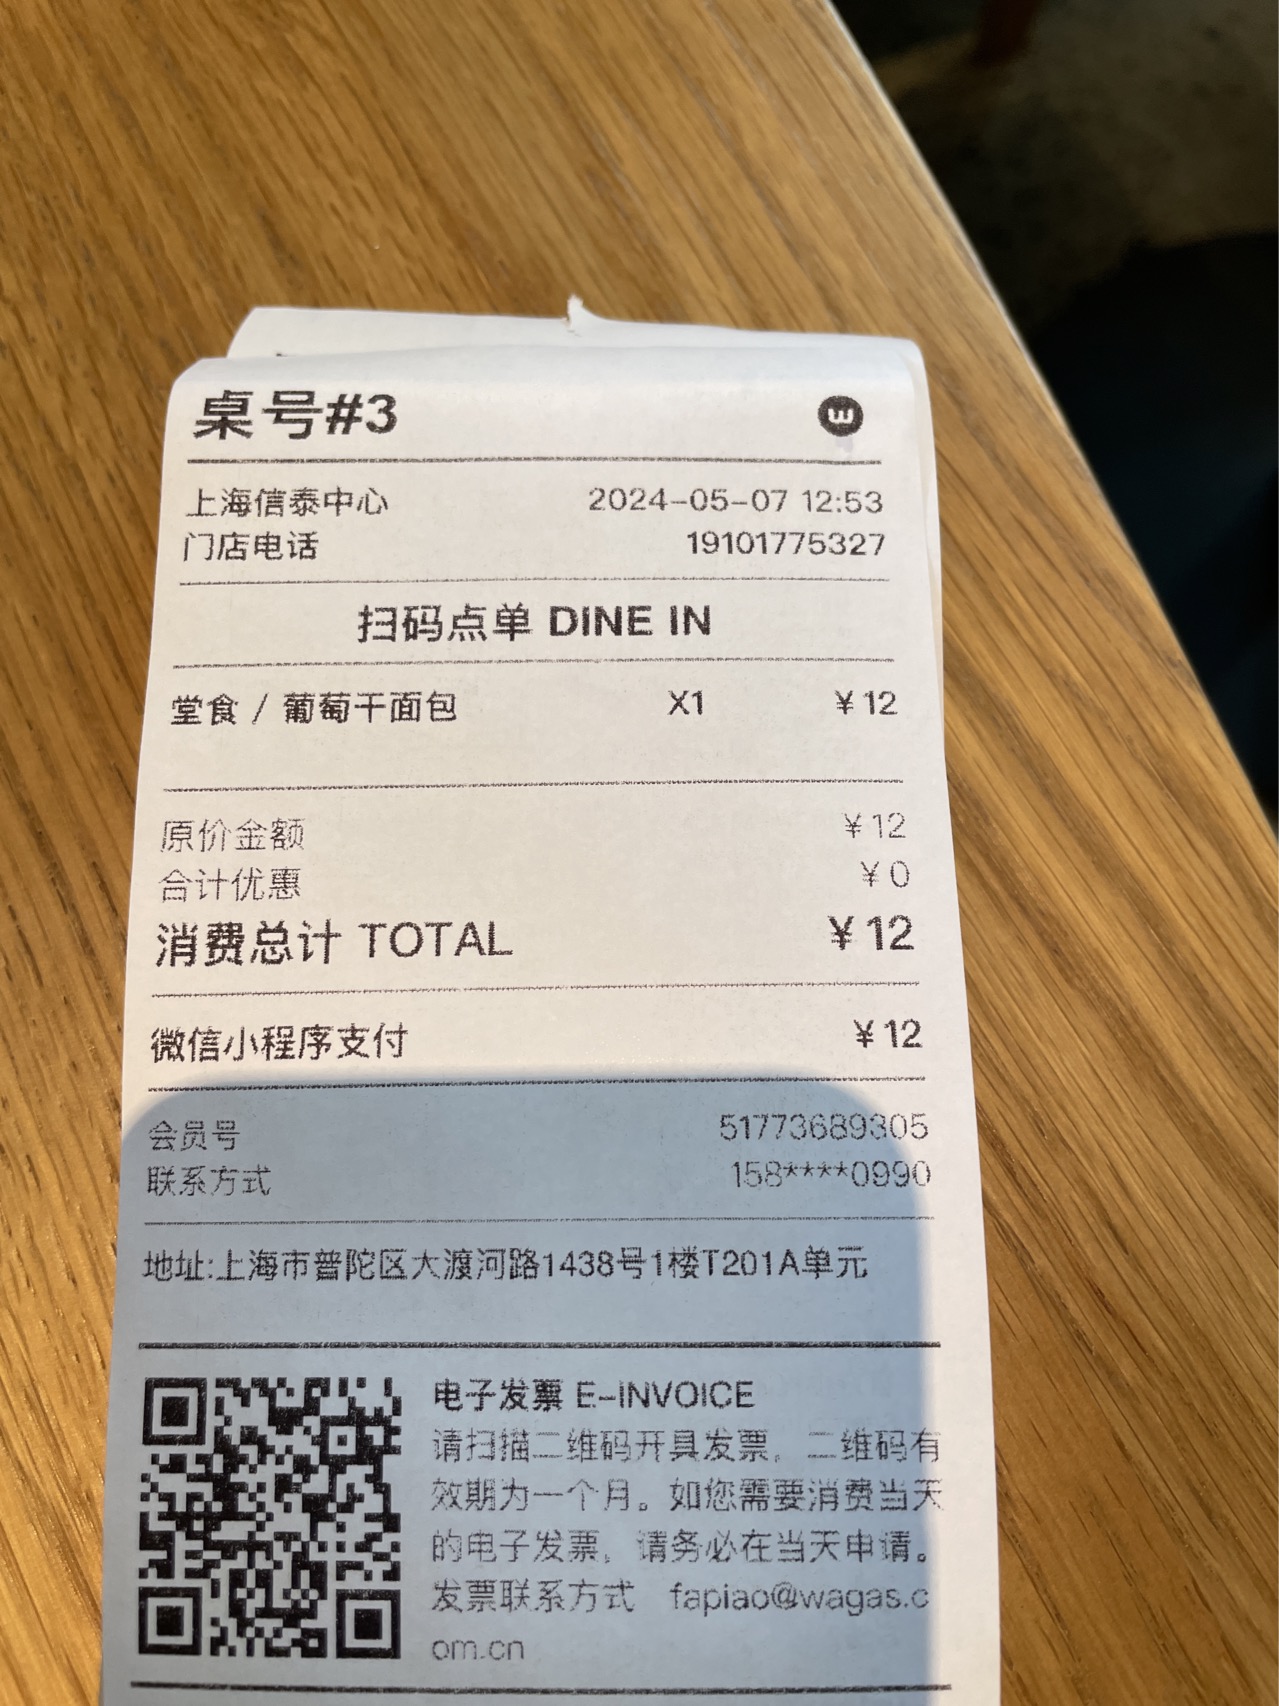 桌号#3
上海信泰中心 2024-05-07 12:53
门店电话 19101775327
扫码点单 DINE IN
堂食 / 葡萄干面包 X1 ¥12
原价金额 ¥12
合计优惠 ¥0
消费总计 TOTAL ¥12
微信小程序支付 ¥12
会员号 51773689305
联系方式 158****0990
地址:上海市普陀区大渡河路1438号1楼T201A单元
电子发票 E-INVOICE
请扫描二维码开具发票，二维码有
效期为一个月。如您需要消费当天
的电子发票，请务必在当天申请。
发票联系方式 fapiao@wagas.c
om.cn